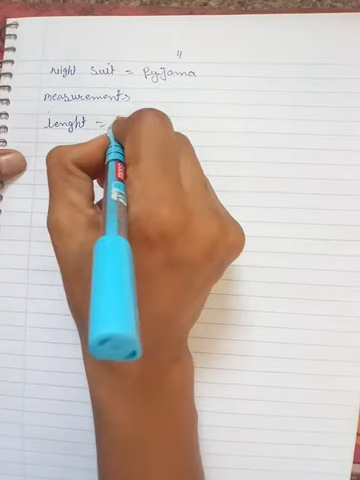 4
night suit = PyJama
measurements
lenght =